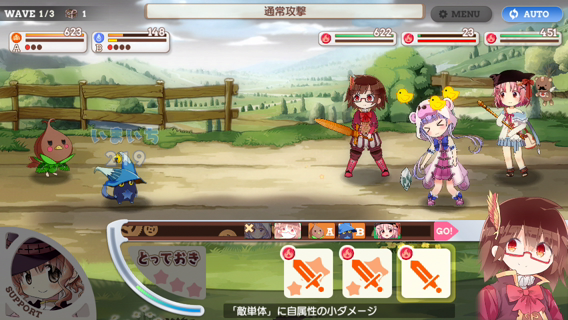 WAVE 1/3
1
通常攻撃
MENU
AUTO
623
148
A
B
622
23
451
いまいち
219
A
B
GO!
とっておき
SUPPORT
「敵単体」に自属性の小ダメージ